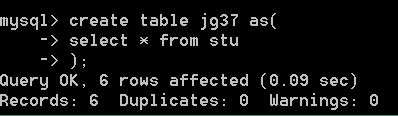 mysql> create table jg37 as(
-> select * from stu
-> );
Query OK, 6 rows affected (0.09 sec)
Records: 6  Duplicates: 0  Warnings: 0